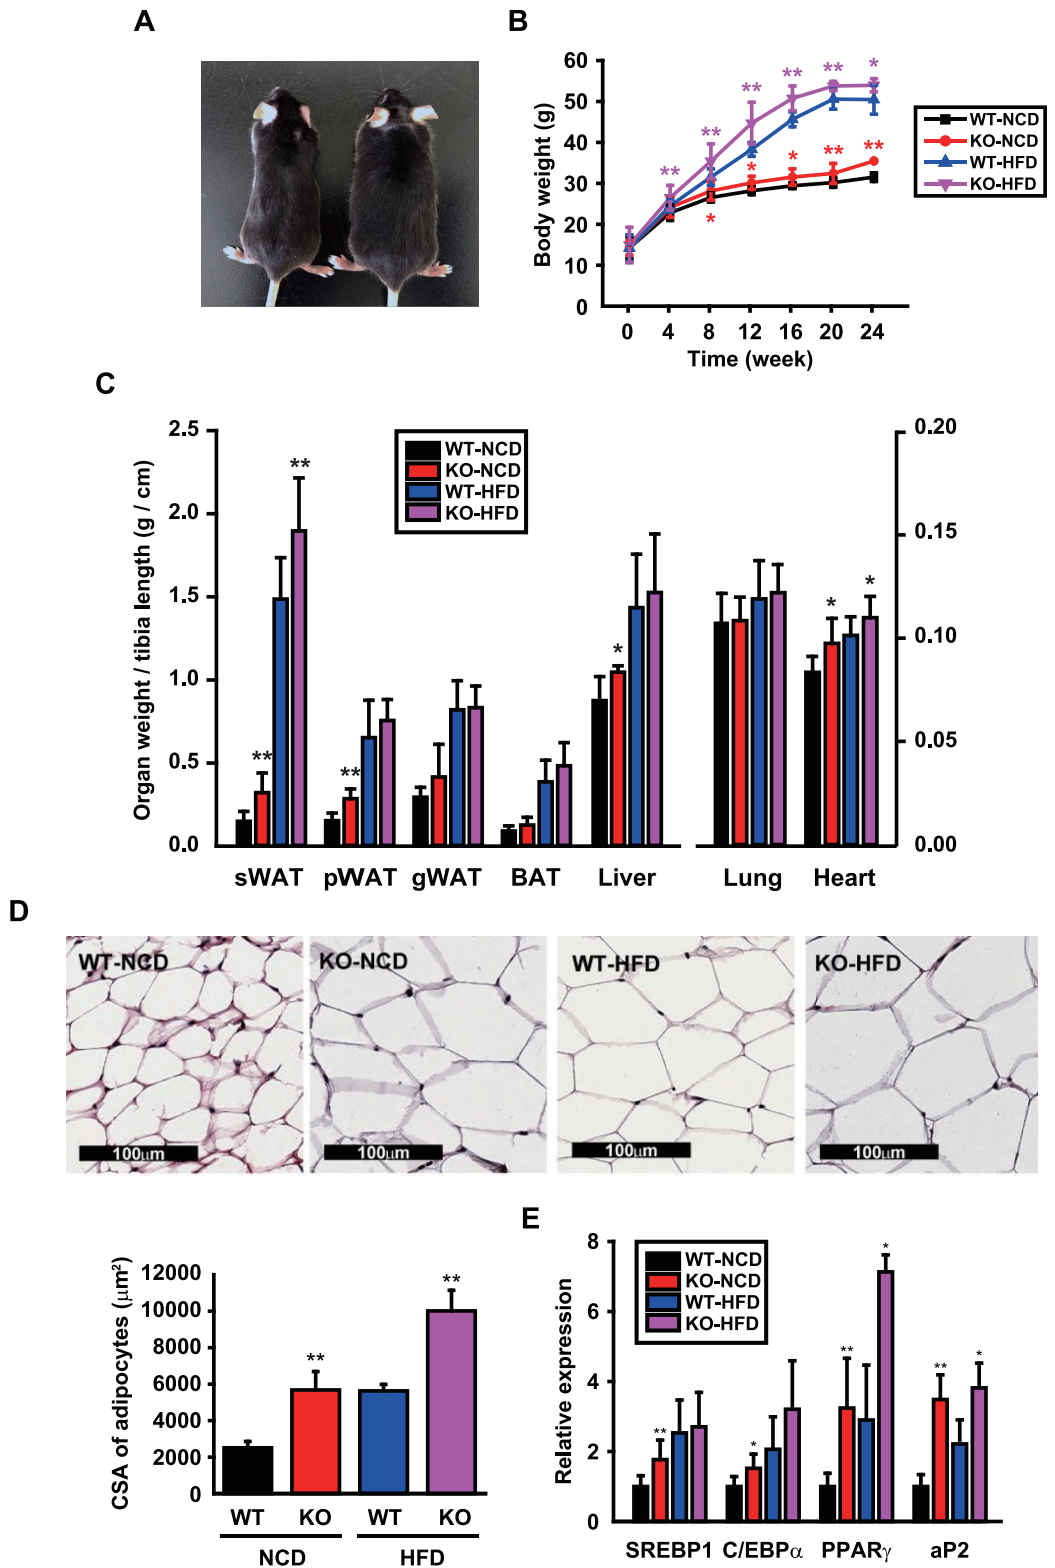 A
B
Body weight (g)
60
50
40
30
20
10
0
** ** ** ** ** *
* * ** **
*
0 4 8 12 16 20 24
Time (week)
WT-NCD
KO-NCD
WT-HFD
KO-HFD
C
Organ weight / tibia length (g / cm)
2.5
2.0
1.5
1.0
0.5
0.0
WT-NCD
KO-NCD
WT-HFD
KO-HFD
0.20
0.15
0.10
0.05
0.00
** ** ** * * *
sWAT pWAT gWAT BAT Liver Lung Heart
D
WT-NCD KO-NCD WT-HFD KO-HFD
100µm 100µm 100µm 100µm
CSA of adipocytes (µm²)
12000
10000
8000
6000
4000
2000
0
** **
WT KO WT KO
NCD HFD
E
Relative expression
8
6
4
2
0
WT-NCD
KO-NCD
WT-HFD
KO-HFD
** * ** * ** *
SREBP1 C/EBPα PPARγ aP2